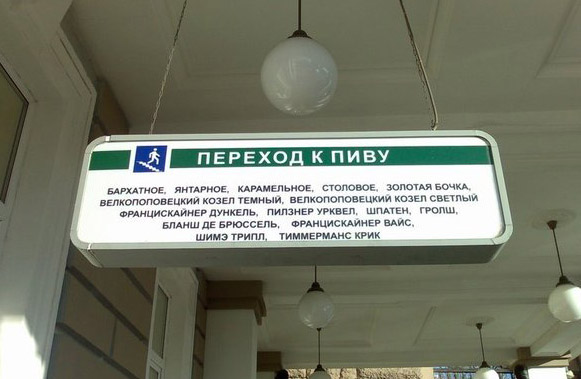 ПЕРЕХОД К ПИВУ
БАРХАТНОЕ, ЯНТАРНОЕ, КАРАМЕЛЬНОЕ, СТОЛОВОЕ, ЗОЛОТАЯ БОЧКА,
ВЕЛКОПОПОВЕЦКИЙ КОЗЕЛ ТЕМНЫЙ, ВЕЛКОПОПОВЕЦКИЙ КОЗЕЛ СВЕТЛЫЙ
ФРАНЦИСКАЙНЕР ДУНКЕЛЬ, ПИЛЗНЕР УРКВЕЛ, ШПАТЕН, ГРОЛШ,
БЛАНШ ДЕ БРЮССЕЛЬ, ФРАНЦИСКАЙНЕР ВАЙС,
ШИМЭ ТРИПЛ, ТИММЕРМАНС КРИК